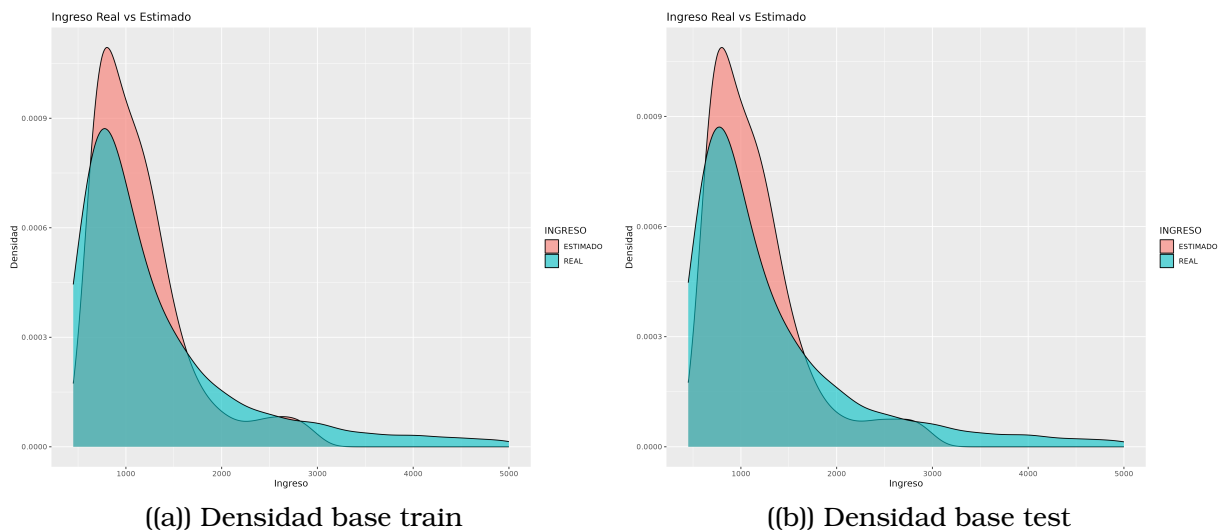 Ingreso Real vs Estimado
Densidad
0.0009
0.0006
0.0003
0.0000
1000 2000 3000 4000 5000
Ingreso
INGRESO
ESTIMADO
REAL
((a)) Densidad base train
Ingreso Real vs Estimado
Densidad
0.0009
0.0006
0.0003
0.0000
1000 2000 3000 4000 5000
Ingreso
INGRESO
ESTIMADO
REAL
((b)) Densidad base test